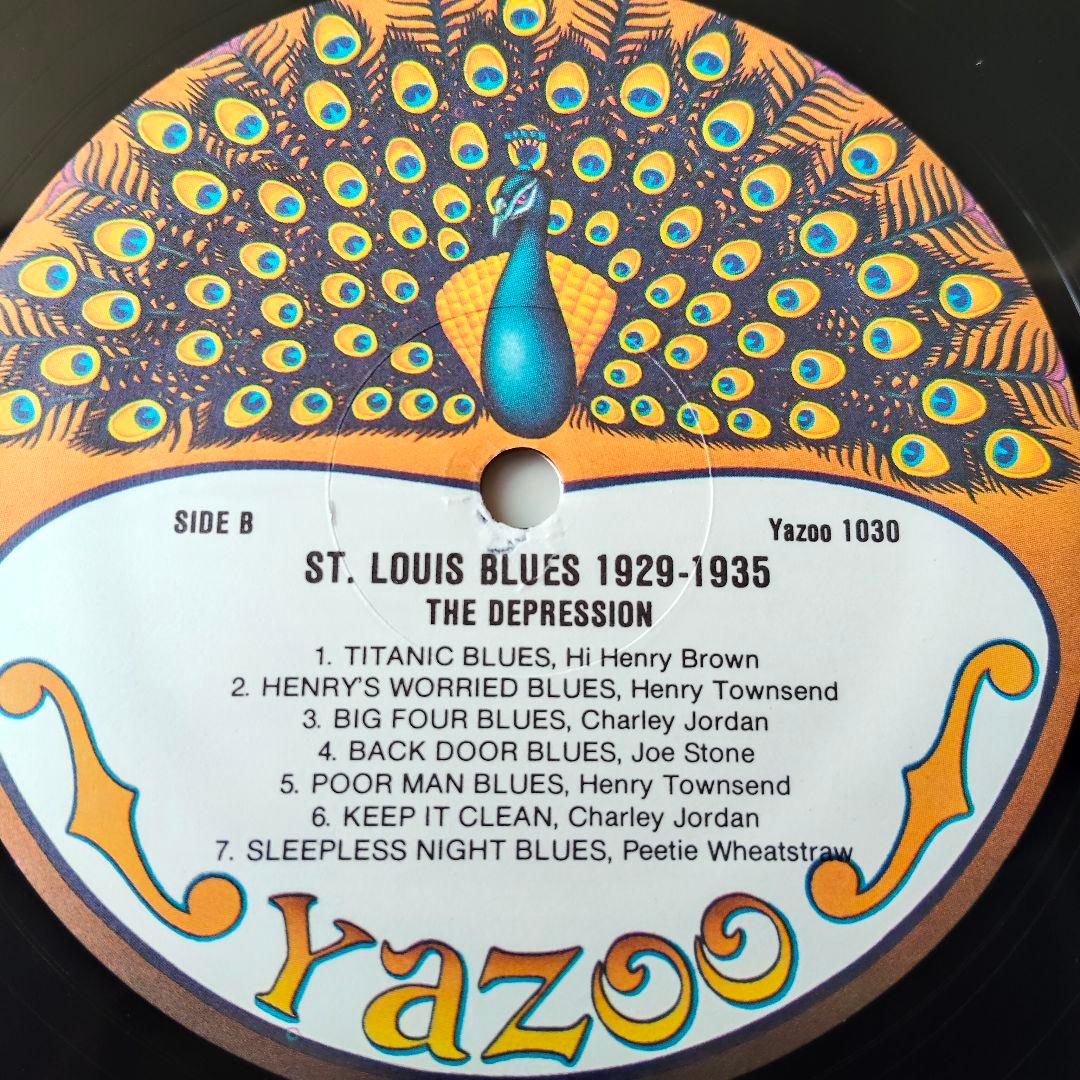 SIDE B
Yazoo 1030
ST. LOUIS BLUES 1929-1935
THE DEPRESSION
1. TITANIC BLUES, Hi Henry Brown
2. HENRY'S WORRIED BLUES, Henry Townsend
3. BIG FOUR BLUES, Charley Jordan
4. BACK DOOR BLUES, Joe Stone
5. POOR MAN BLUES, Henry Townsend
6. KEEP IT CLEAN, Charley Jordan
7. SLEEPLESS NIGHT BLUES, Peetie Wheatstraw
Yazoo